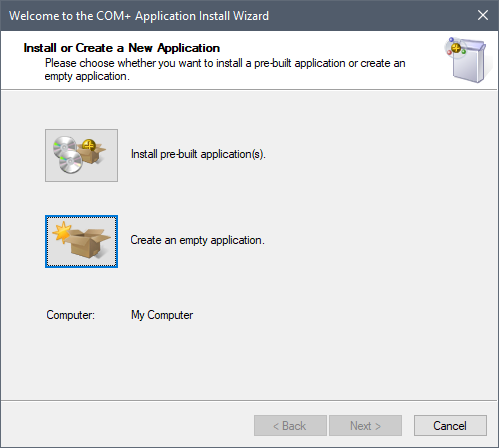 Welcome to the COM+ Application Install Wizard
Install or Create a New Application
Please choose whether you want to install a pre-built application or create an
empty application.
Install pre-built application(s).
Create an empty application.
Computer: My Computer
< Back Next > Cancel